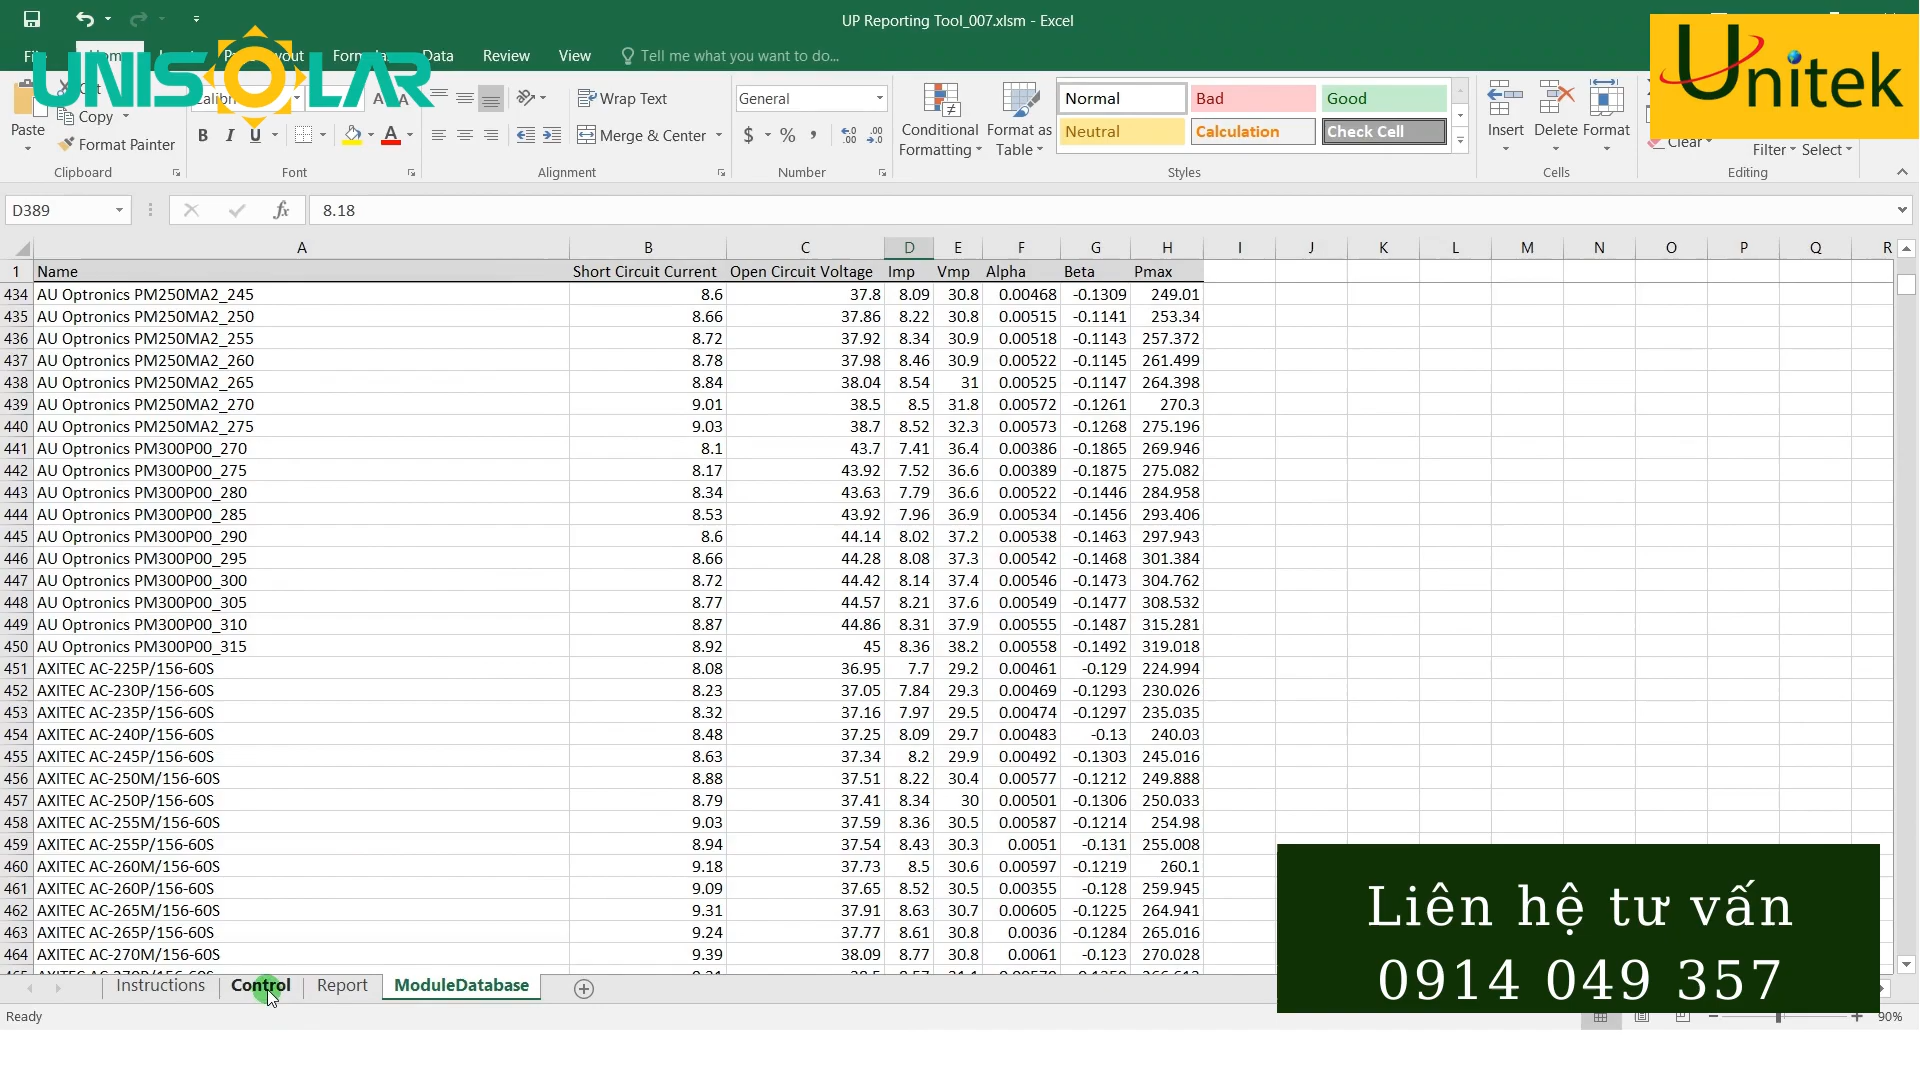 UP Reporting Tool_007.xlsm - Excel
UNISOLAR
Unitek
Data Review View Tell me what you want to do...
Paste
Copy
Format Painter
Wrap Text
Merge & Center
General
$ % ,
Conditional Formatting
Format as Table
Normal Bad Good
Neutral Calculation Check Cell
Insert Delete Format
Clear
Filter Select
Clipboard Font Alignment Number Styles Cells Editing
D389 fx 8.18
A B C D E F G H I J K L M N O P Q R
1 Name Short Circuit Current Open Circuit Voltage Imp Vmp Alpha Beta Pmax
434 AU Optronics PM250MA2_245 8.6 37.8 8.09 30.8 0.00468 -0.1309 249.01
435 AU Optronics PM250MA2_250 8.66 37.86 8.22 30.8 0.00515 -0.1141 253.34
436 AU Optronics PM250MA2_255 8.72 37.92 8.34 30.9 0.00518 -0.1143 257.372
437 AU Optronics PM250MA2_260 8.78 37.98 8.46 30.9 0.00522 -0.1145 261.499
438 AU Optronics PM250MA2_265 8.84 38.04 8.54 31 0.00525 -0.1147 264.398
439 AU Optronics PM250MA2_270 9.01 38.5 8.5 31.8 0.00572 -0.1261 270.3
440 AU Optronics PM250MA2_275 9.03 38.7 8.52 32.3 0.00573 -0.1268 275.196
441 AU Optronics PM300P00_270 8.1 43.7 7.41 36.4 0.00386 -0.1865 269.946
442 AU Optronics PM300P00_275 8.17 43.92 7.52 36.6 0.00389 -0.1875 275.082
443 AU Optronics PM300P00_280 8.34 43.63 7.79 36.6 0.00522 -0.1446 284.958
444 AU Optronics PM300P00_285 8.53 43.92 7.96 36.9 0.00534 -0.1456 293.406
445 AU Optronics PM300P00_290 8.6 44.14 8.02 37.2 0.00538 -0.1463 297.943
446 AU Optronics PM300P00_295 8.66 44.28 8.08 37.3 0.00542 -0.1468 301.384
447 AU Optronics PM300P00_300 8.72 44.42 8.14 37.4 0.00546 -0.1473 304.762
448 AU Optronics PM300P00_305 8.77 44.57 8.21 37.6 0.00549 -0.1477 308.532
449 AU Optronics PM300P00_310 8.87 44.86 8.31 37.9 0.00555 -0.1487 315.281
450 AU Optronics PM300P00_315 8.92 45 8.36 38.2 0.00558 -0.1492 319.018
451 AXITEC AC-225P/156-60S 8.08 36.95 7.7 29.2 0.00461 -0.129 224.994
452 AXITEC AC-230P/156-60S 8.23 37.05 7.84 29.3 0.00469 -0.1293 230.026
453 AXITEC AC-235P/156-60S 8.32 37.16 7.97 29.5 0.00474 -0.1297 235.035
454 AXITEC AC-240P/156-60S 8.48 37.25 8.09 29.7 0.00483 -0.13 240.03
455 AXITEC AC-245P/156-60S 8.63 37.34 8.2 29.9 0.00492 -0.1303 245.016
456 AXITEC AC-250M/156-60S 8.88 37.51 8.22 30.4 0.00577 -0.1212 249.888
457 AXITEC AC-250P/156-60S 8.79 37.41 8.34 30 0.00501 -0.1306 250.033
458 AXITEC AC-255M/156-60S 9.03 37.59 8.36 30.5 0.00587 -0.1214 254.98
459 AXITEC AC-255P/156-60S 8.94 37.54 8.43 30.3 0.0051 -0.131 255.008
460 AXITEC AC-260M/156-60S 9.18 37.73 8.5 30.6 0.00597 -0.1219 260.1
461 AXITEC AC-260P/156-60S 9.09 37.65 8.52 30.5 0.00355 -0.128 259.945
462 AXITEC AC-265M/156-60S 9.31 37.91 8.63 30.7 0.00605 -0.1225 264.941
463 AXITEC AC-265P/156-60S 9.24 37.77 8.61 30.8 0.0036 -0.1284 265.016
464 AXITEC AC-270M/156-60S 9.39 38.09 8.77 30.8 0.0061 -0.123 270.028
Liên hệ tư vấn
0914 049 357
Instructions Control Report ModuleDatabase
Ready 90%